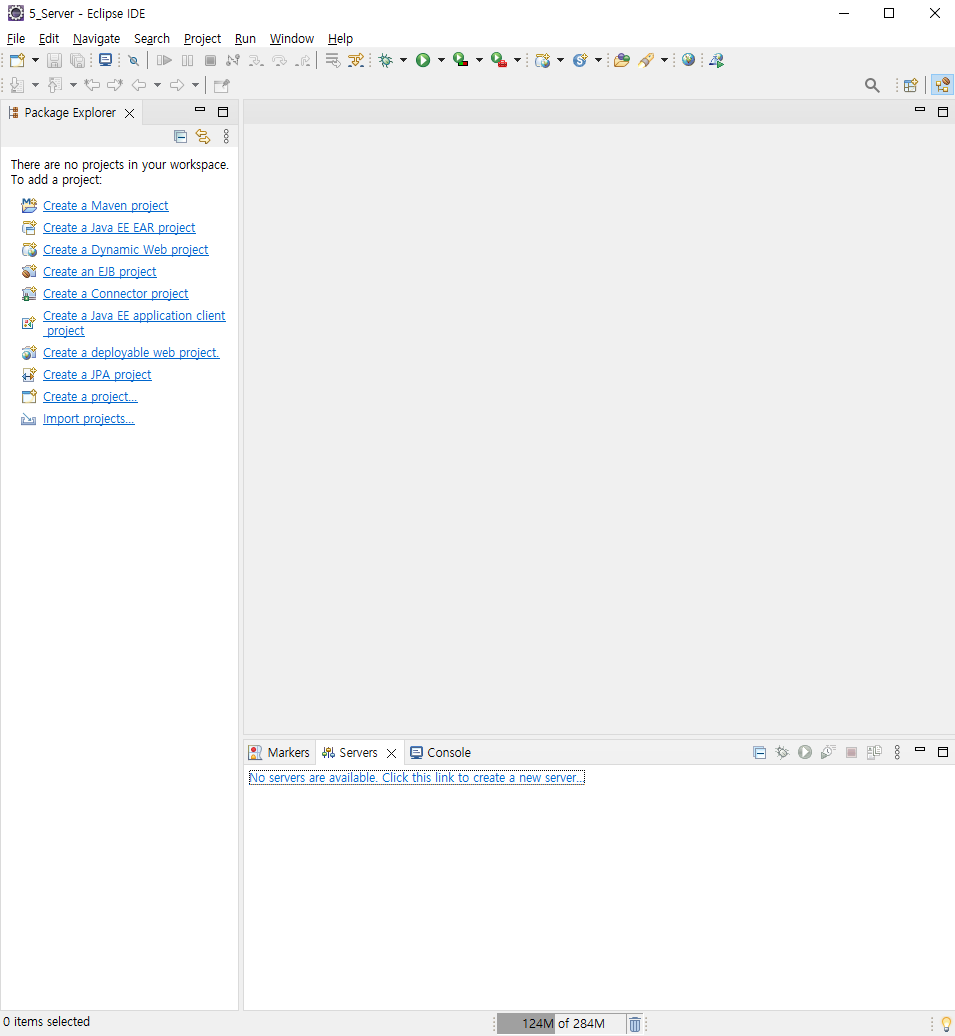 5_Server - Eclipse IDE
File Edit Navigate Search Project Run Window Help
Package Explorer
There are no projects in your workspace.
To add a project:
Create a Maven project
Create a Java EE EAR project
Create a Dynamic Web project
Create an EJB project
Create a Connector project
Create a Java EE application client
project
Create a deployable web project.
Create a JPA project
Create a project...
Import projects...
Markers Servers Console
No servers are available. Click this link to create a new server...
0 items selected
124M of 284M